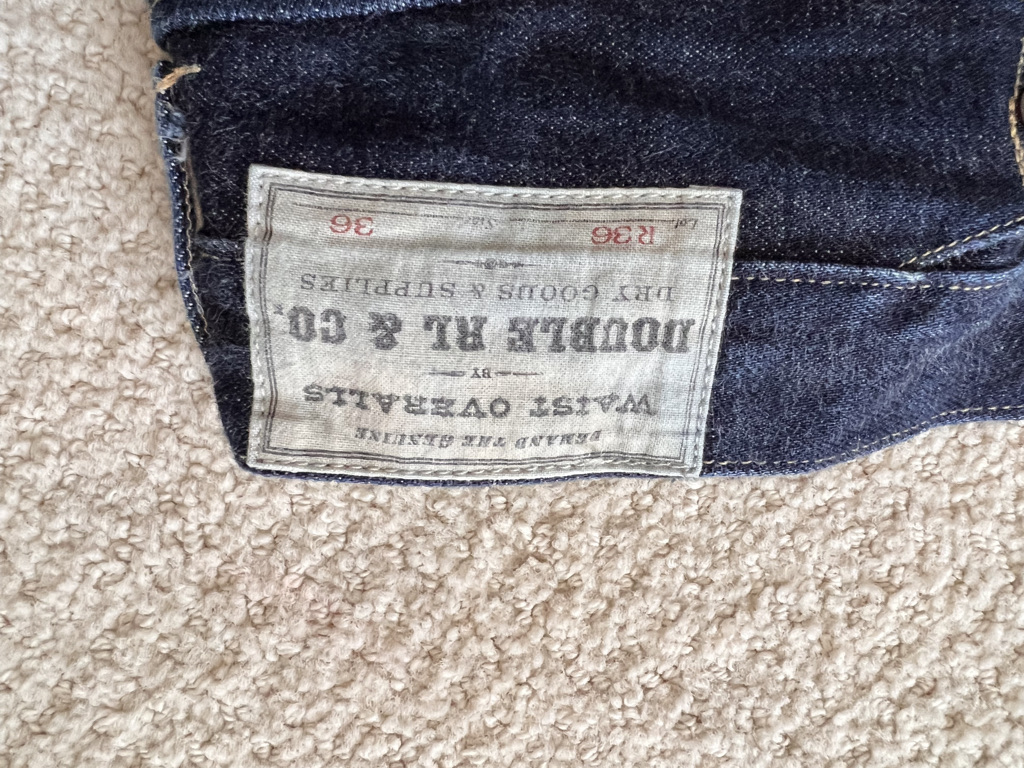 DEMAND THE GENUINE
WAIST OVERALLS
BY
DOUBLE RL & CO.
DRY GOODS & SUPPLIES
Lot R36 Size 36